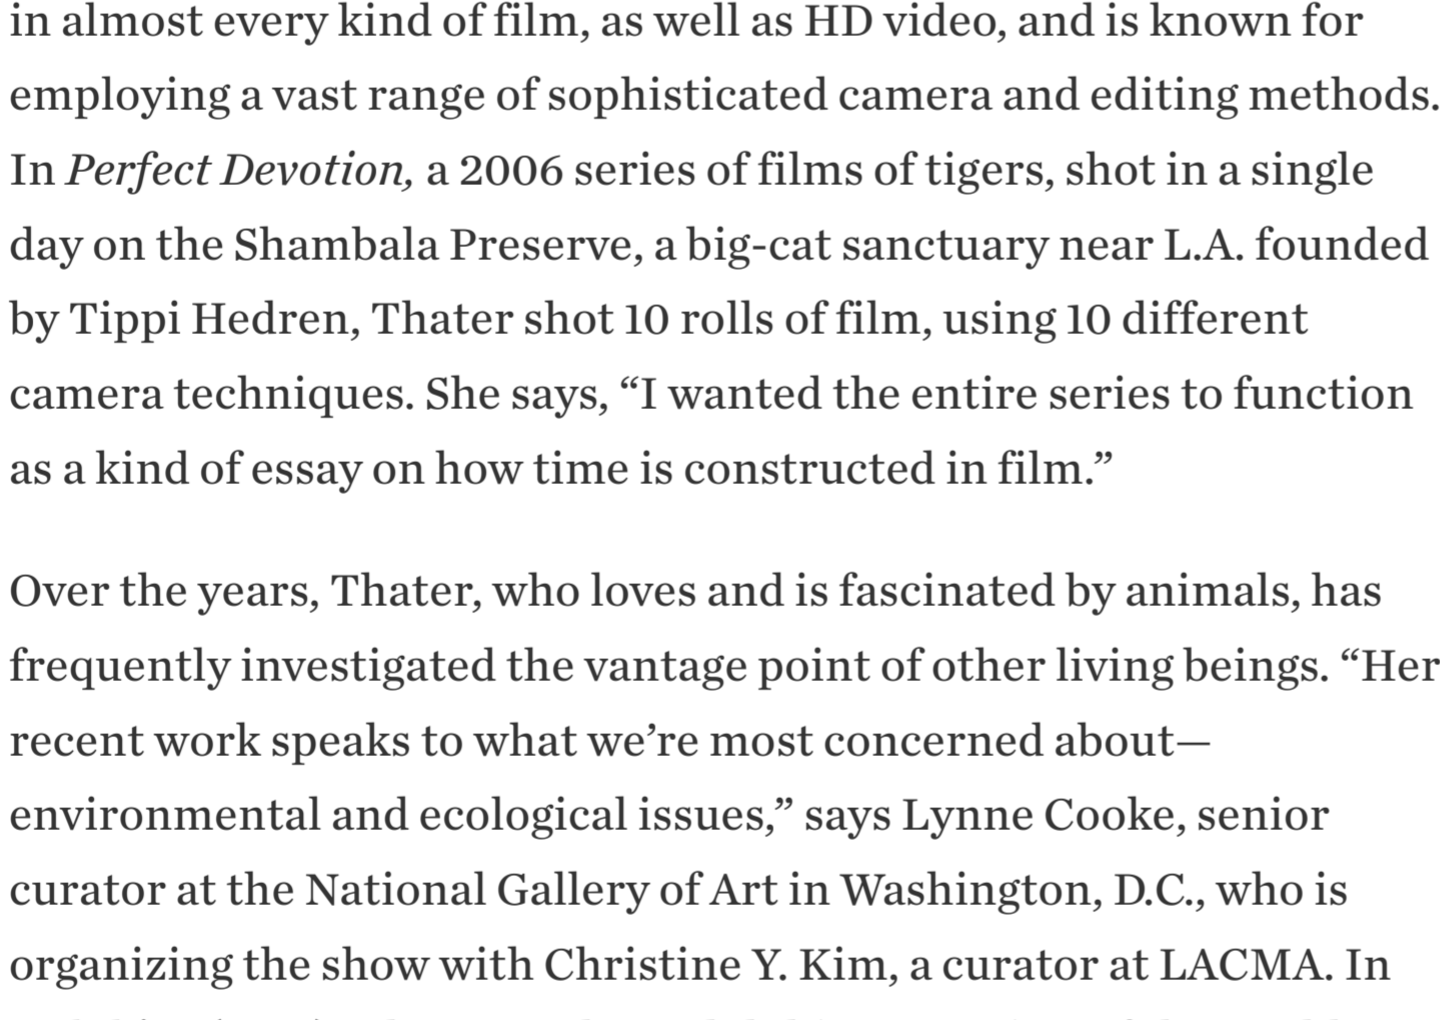 in almost every kind of film, as well as HD video, and is known for
employing a vast range of sophisticated camera and editing methods.
In Perfect Devotion, a 2006 series of films of tigers, shot in a single
day on the Shambala Preserve, a big-cat sanctuary near L.A. founded
by Tippi Hedren, Thater shot 10 rolls of film, using 10 different
camera techniques. She says, “I wanted the entire series to function
as a kind of essay on how time is constructed in film.”
Over the years, Thater, who loves and is fascinated by animals, has
frequently investigated the vantage point of other living beings. “Her
recent work speaks to what we’re most concerned about—
environmental and ecological issues,” says Lynne Cooke, senior
curator at the National Gallery of Art in Washington, D.C., who is
organizing the show with Christine Y. Kim, a curator at LACMA. In